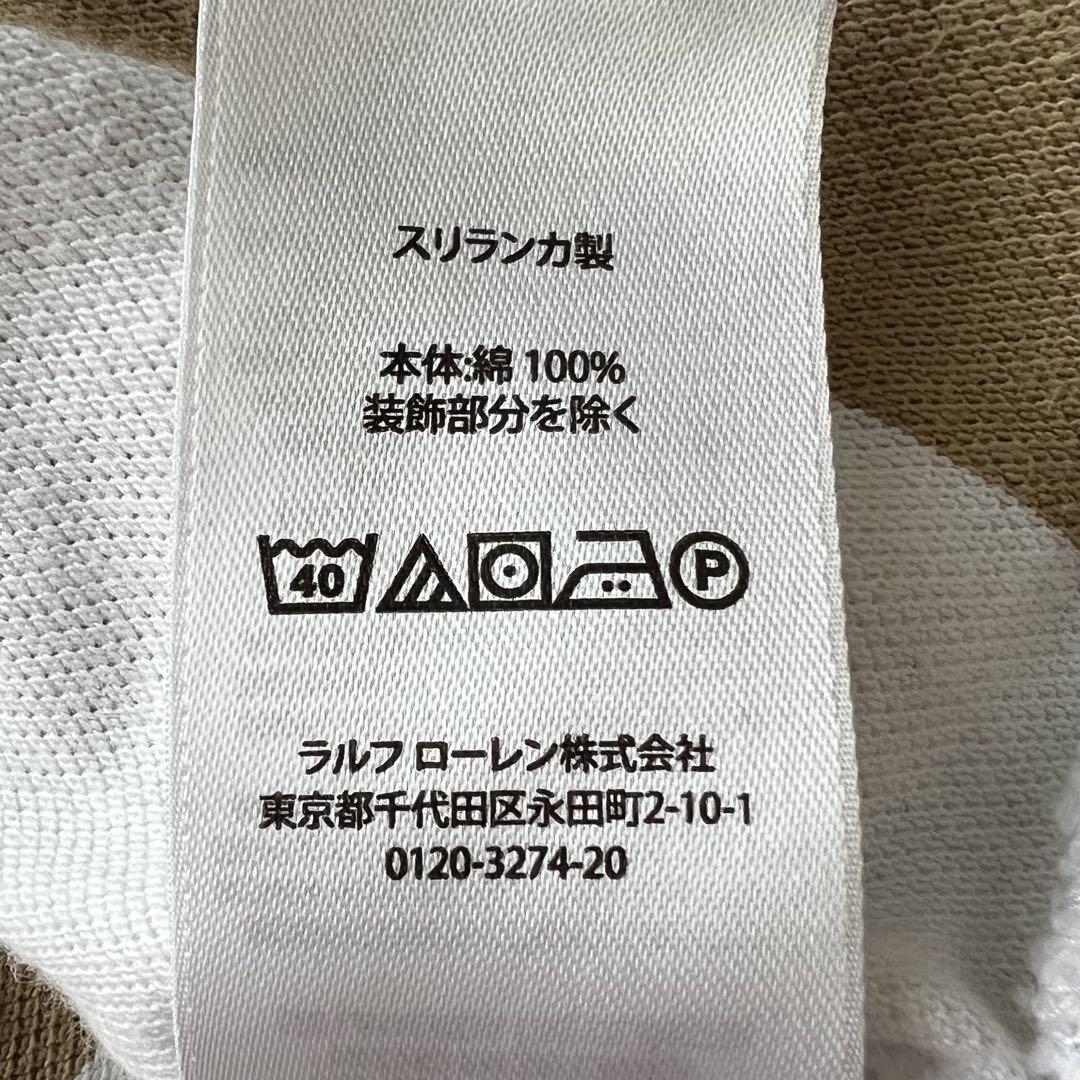 スリランカ製
本体:綿 100%
装飾部分を除く
40 P
ラルフ ローレン株式会社
東京都千代田区永田町2-10-1
0120-3274-20